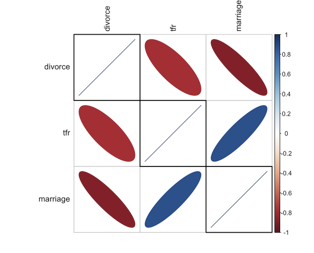 divorce
tfr
marriage
divorce
tfr
marriage
1
0.8
0.6
0.4
0.2
0
-0.2
-0.4
-0.6
-0.8
-1